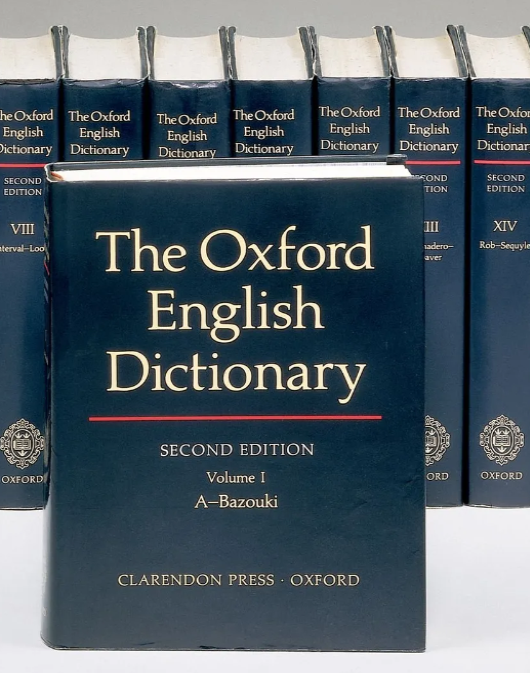 The Oxford
English
Dictionary
SECOND
EDITION
VIII
OXFORD
The Oxford
English
Dictionary
The Oxford
English
Dictionary
The Oxford
English
Dictionary
The Oxford
English
Dictionary
The Oxford
English
Dictionary
OXFORD
The Oxford
English
Dictionary
SECOND
EDITION
XIV
OXFORD
The Oxford
English
Dictionary
SECOND EDITION
Volume I
A–Bazouki
CLARENDON PRESS · OXFORD